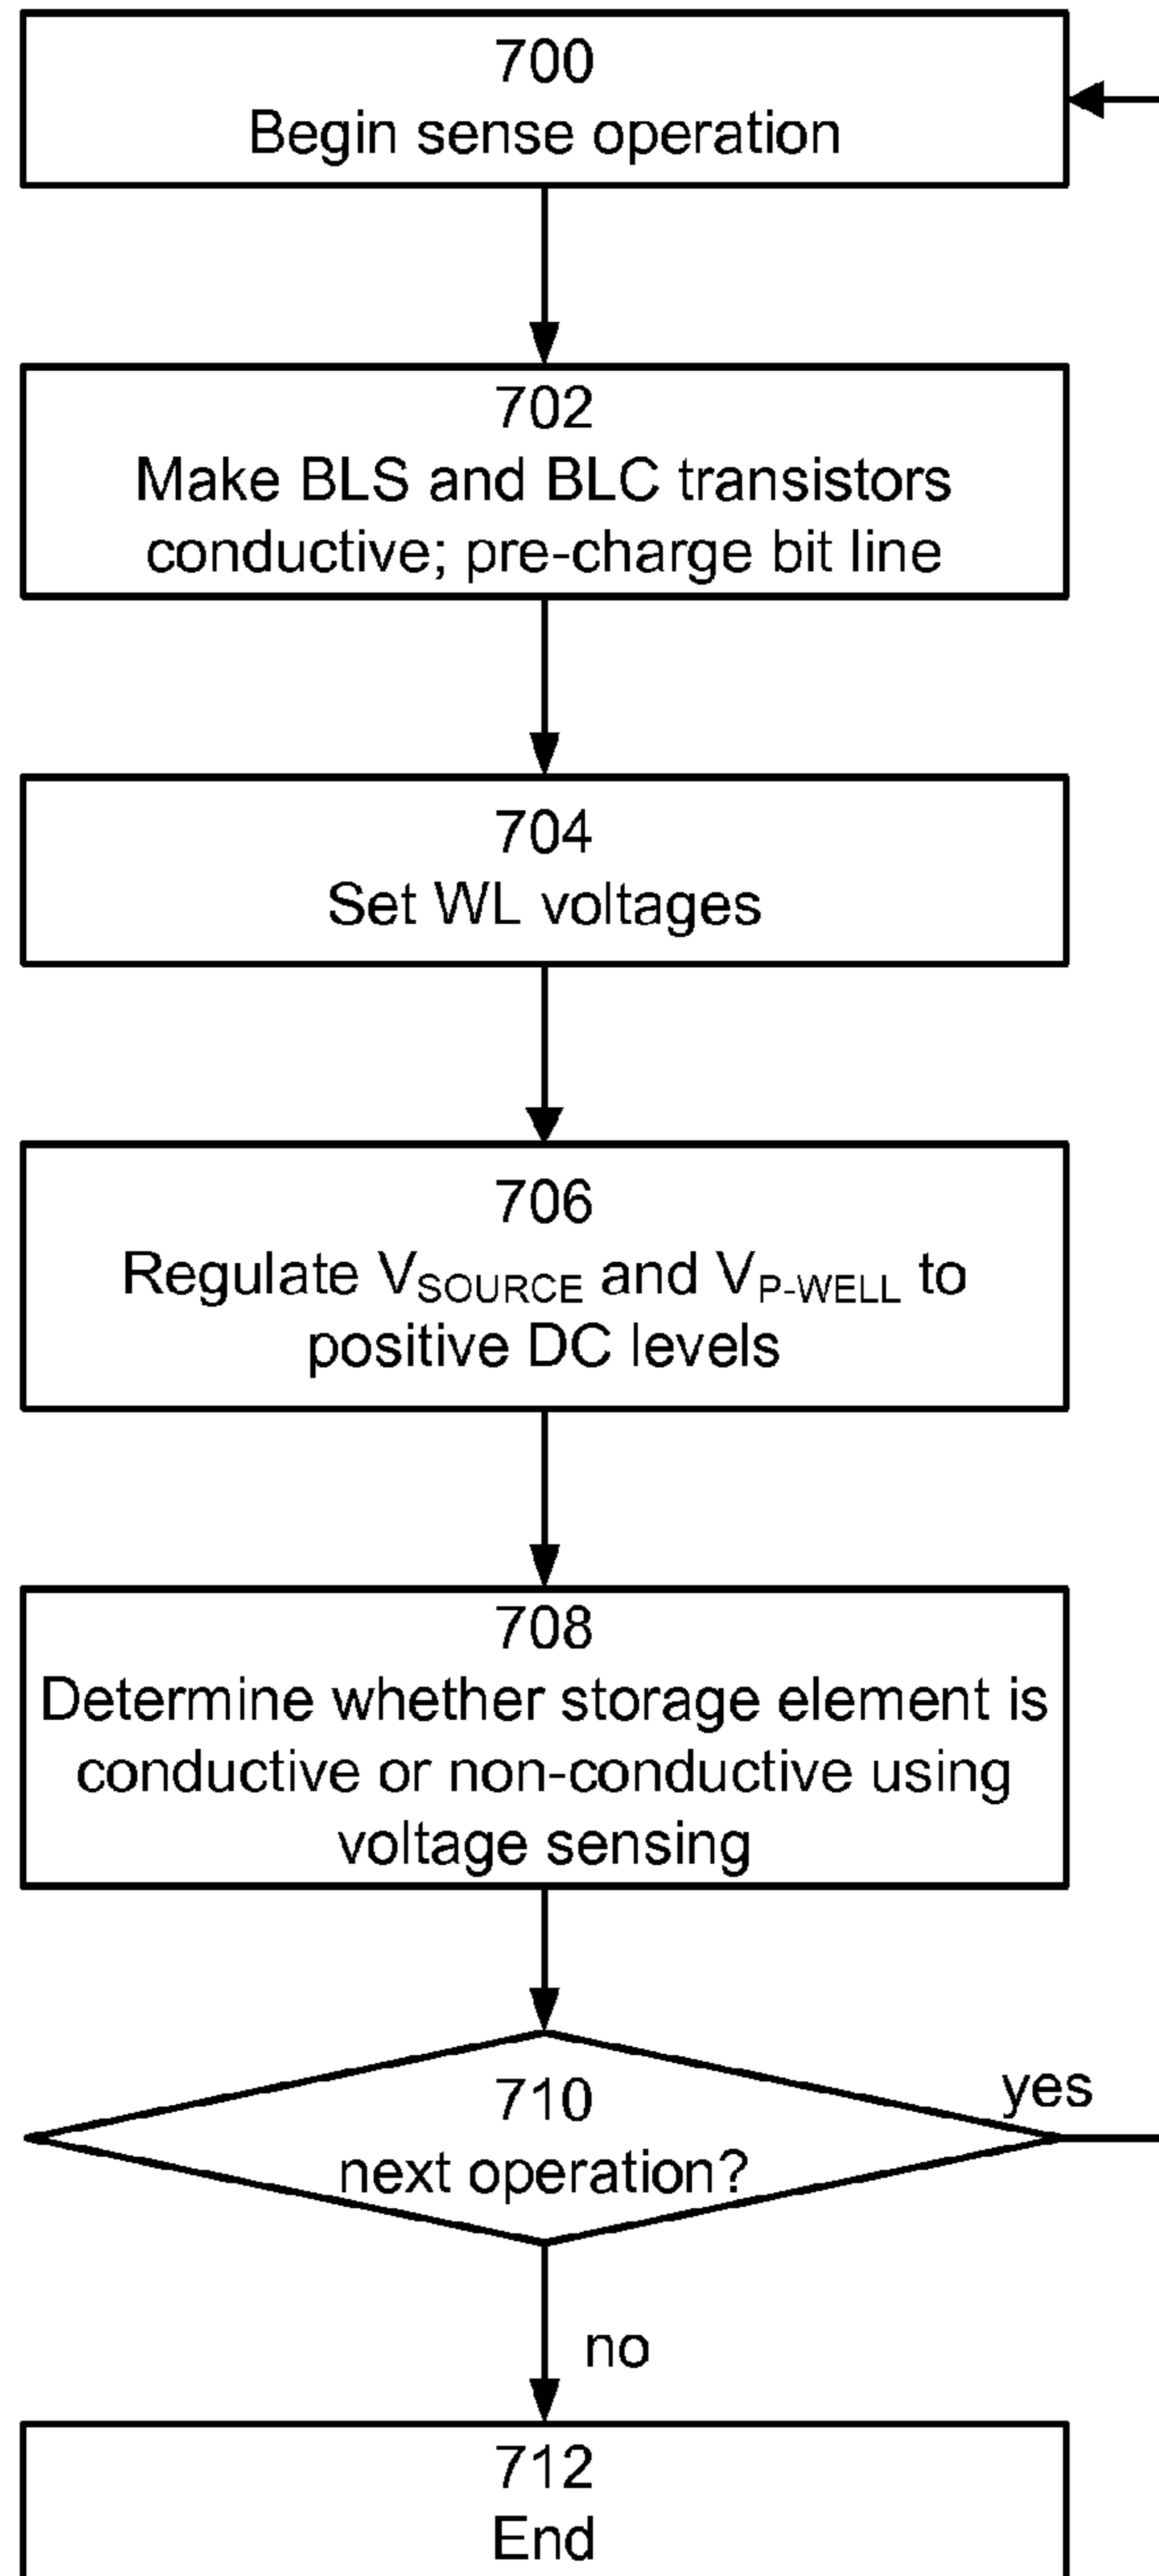 700
Begin sense operation
702
Make BLS and BLC transistors
conductive; pre-charge bit line
704
Set WL voltages
706
Regulate VSOURCE and VP-WELL to
positive DC levels
708
Determine whether storage element is
conductive or non-conductive using
voltage sensing
710
next operation?
yes
no
712
End